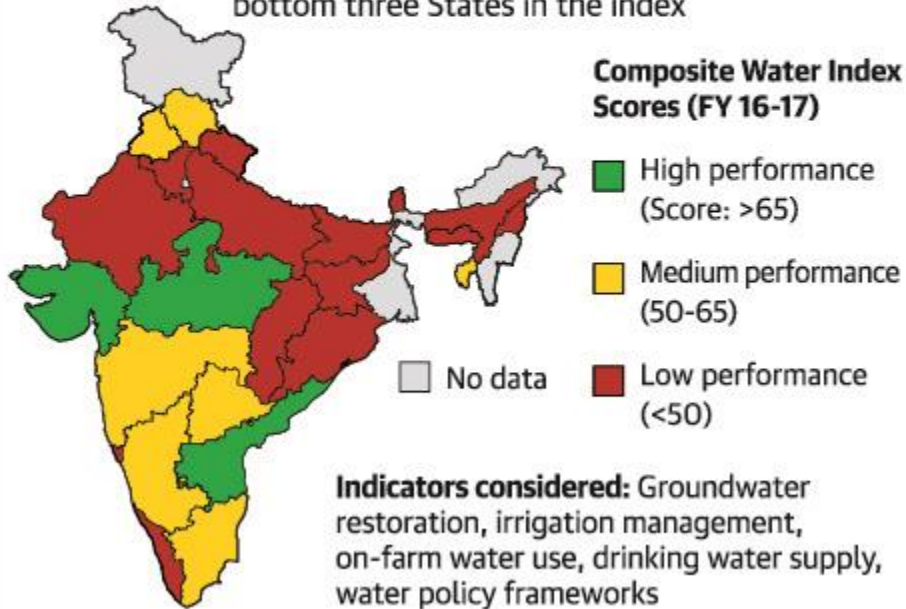 bottom three States in the index
Composite Water Index
Scores (FY 16-17)
High performance
(Score: >65)
Medium performance
(50-65)
No data
Low performance
(<50)
Indicators considered: Groundwater
restoration, irrigation management,
on-farm water use, drinking water supply,
water policy frameworks